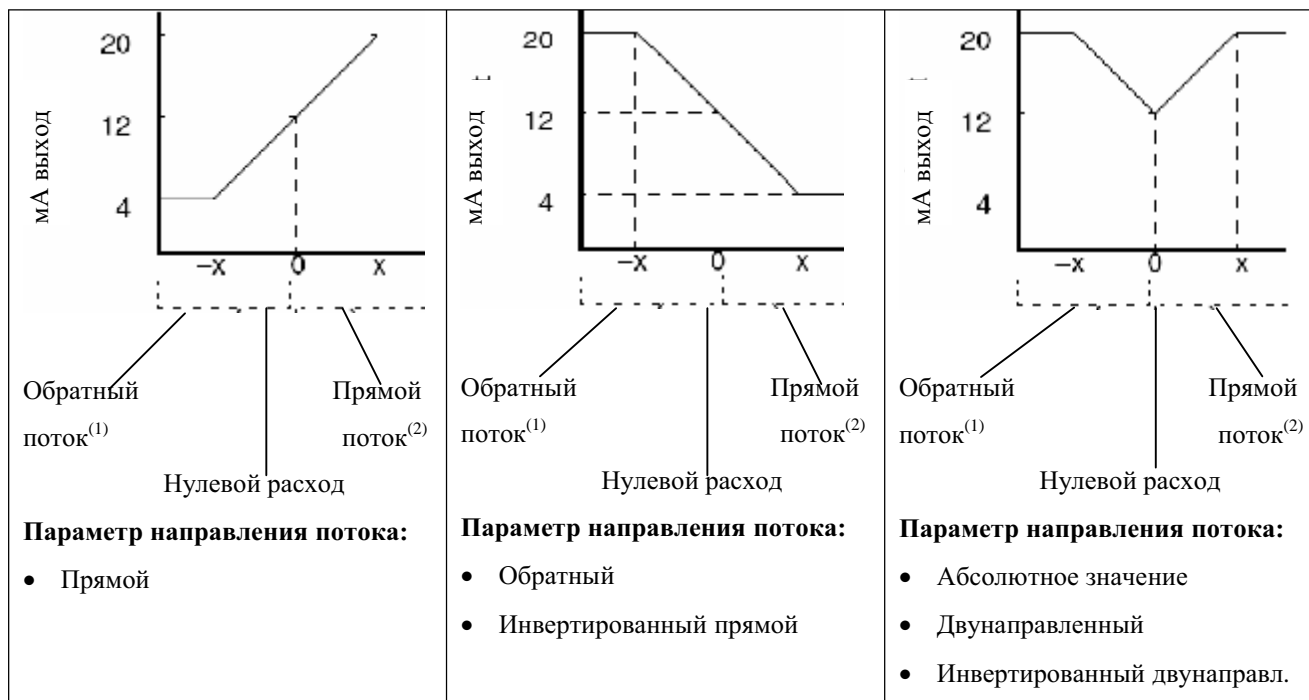 мА выход
20
12
4
–x 0 x
Обратный Прямой
поток(1) поток(2)
Нулевой расход
Параметр направления потока:
• Прямой
мА выход
20
12
4
–x 0 x
Обратный Прямой
поток(1) поток(2)
Нулевой расход
Параметр направления потока:
• Обратный
• Инвертированный прямой
мА выход
20
12
4
–x 0 x
Обратный Прямой
поток(1) поток(2)
Нулевой расход
Параметр направления потока:
• Абсолютное значение
• Двунаправленный
• Инвертированный двунаправл.